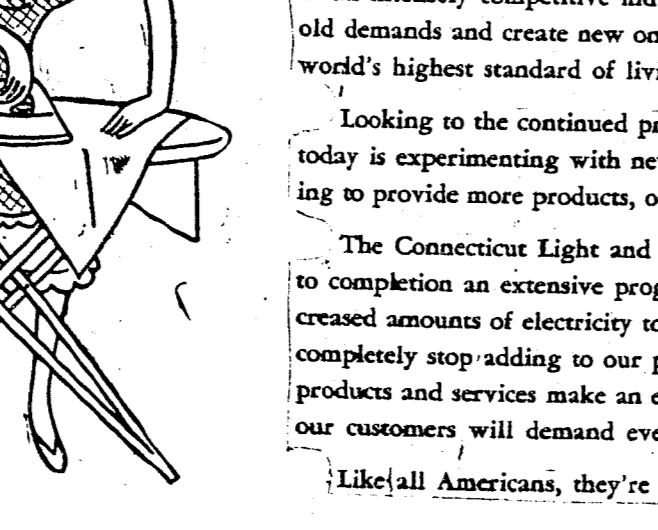 old demands and create new on
world's highest standard of liv
Looking to the continued p
today is experimenting with ne
ing to provide more products, o
The Connecticut Light and
to completion an extensive prog
creased amounts of electricity to
completely stop adding to our p
products and services make an e
our customers will demand eve
Like all Americans, they're